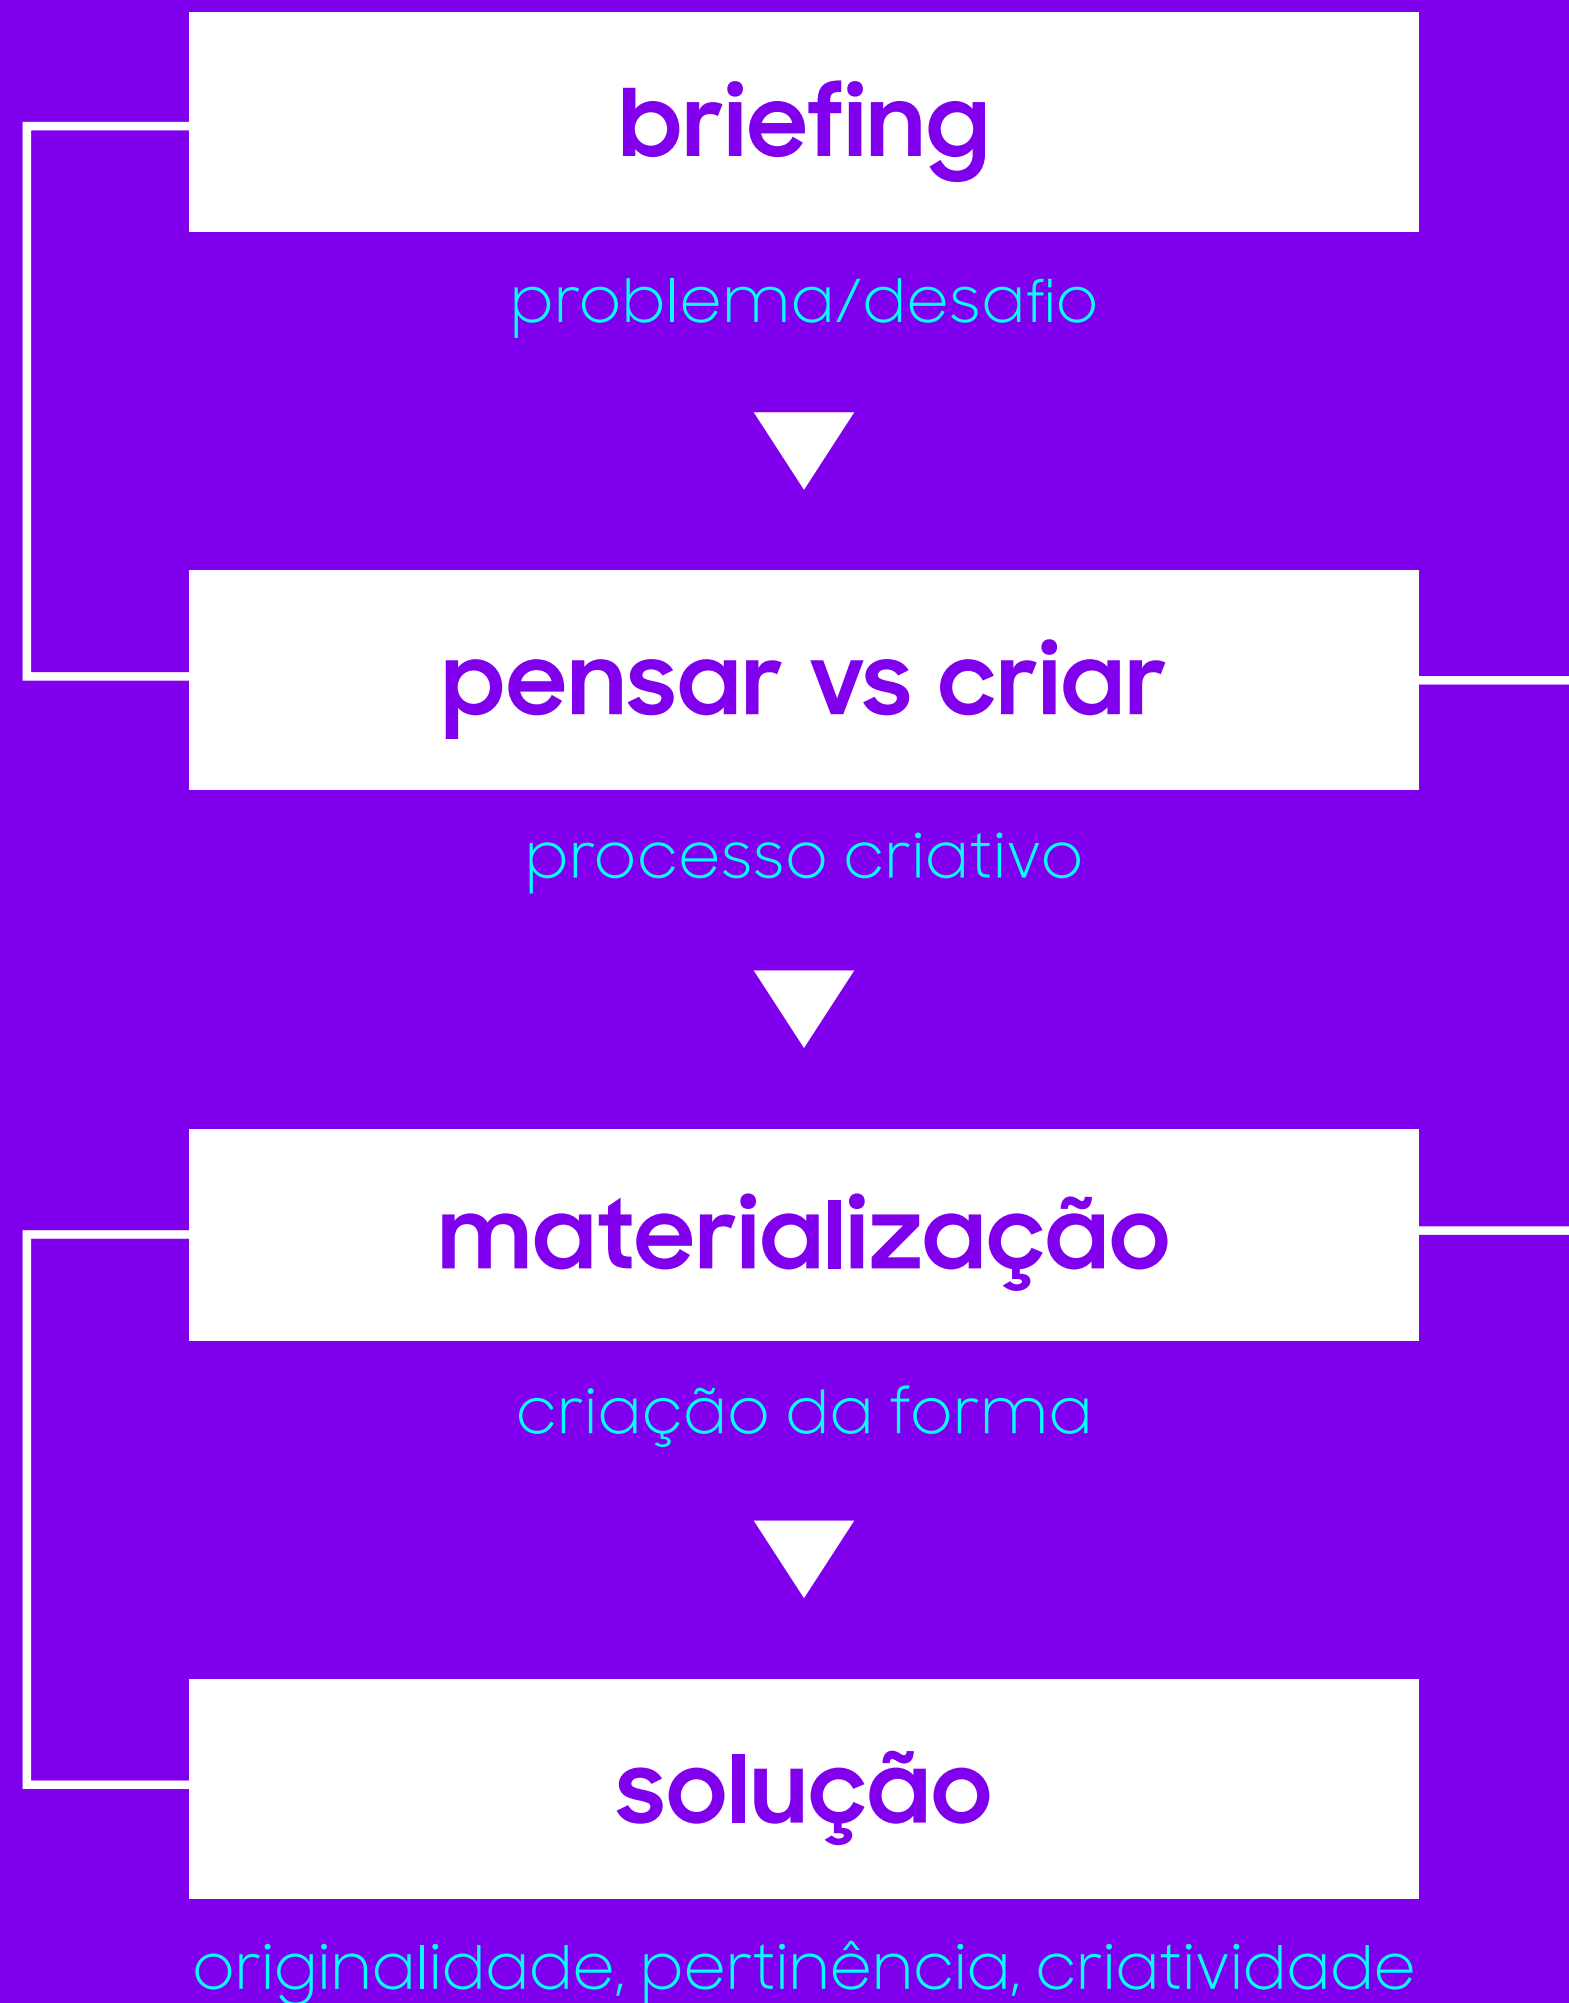 briefing
problema/desafio
pensar vs criar
processo criativo
materialização
criação da forma
solução
originalidade, pertinência, criatividade